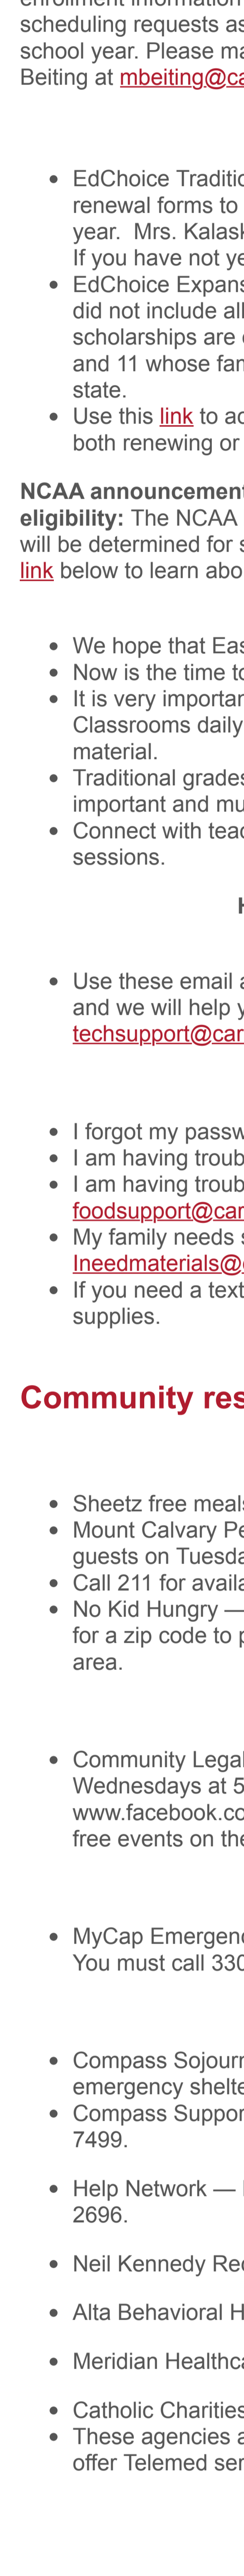 enrollment information
scheduling requests as
school year. Please ma
Beiting at mbeiting@ca
• EdChoice Traditio
renewal forms to
year. Mrs. Kalask
If you have not ye
• EdChoice Expans
did not include all
scholarships are
and 11 whose fam
state.
• Use this link to ac
both renewing or
NCAA announcement
eligibility: The NCAA
will be determined for s
link below to learn abo
• We hope that Eas
• Now is the time to
• It is very importan
Classrooms daily
material.
• Traditional grades
important and mu
• Connect with teac
sessions.
H
• Use these email a
and we will help y
techsupport@car
• I forgot my passw
• I am having troub
• I am having troub
foodsupport@car
• My family needs s
Ineedmaterials@
• If you need a text
supplies.
Community res
• Sheetz free meals
• Mount Calvary Pe
guests on Tuesda
• Call 211 for availa
• No Kid Hungry —
for a zip code to p
area.
• Community Legal
Wednesdays at 5
www.facebook.co
free events on the
• MyCap Emergenc
You must call 330
• Compass Sojourn
emergency shelte
• Compass Suppor
7499.
• Help Network —
2696.
• Neil Kennedy Rec
• Alta Behavioral H
• Meridian Healthca
• Catholic Charities
• These agencies a
offer Telemed ser